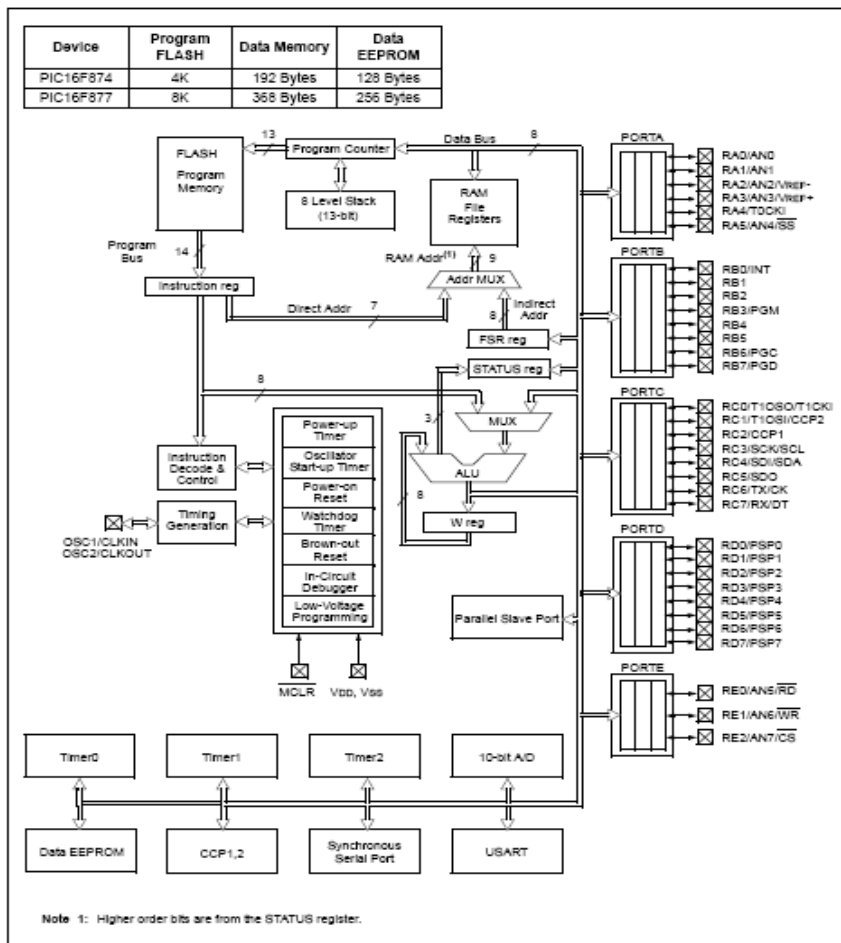 Device Program FLASH Data Memory Data EEPROM
PIC16F874 4K 192 Bytes 128 Bytes
PIC16F877 8K 368 Bytes 256 Bytes
FLASH
Program
Memory
13
Program Counter
Data Bus
8
8 Level Stack
(13-bit)
RAM
File
Registers
Program
Bus
14
RAM Addr(1)
9
Instruction reg
Addr MUX
Direct Addr
7
8
Indirect
Addr
FSR reg
STATUS reg
8
3
MUX
ALU
8
W reg
Instruction
Decode &
Control
Timing
Generation
OSC1/CLKIN
OSC2/CLKOUT
Power-up
Timer
Oscillator
Start-up Timer
Power-on
Reset
Watchdog
Timer
Brown-out
Reset
In-Circuit
Debugger
Low-Voltage
Programming
MCLR
VDD, VSS
Parallel Slave Port
PORTA
RA0/AN0
RA1/AN1
RA2/AN2/VREF-
RA3/AN3/VREF+
RA4/T0CKI
RA5/AN4/SS
PORTB
RB0/INT
RB1
RB2
RB3/PGM
RB4
RB5
RB6/PGC
RB7/PGD
PORTC
RC0/T1OSO/T1CKI
RC1/T1OSI/CCP2
RC2/CCP1
RC3/SCK/SCL
RC4/SDI/SDA
RC5/SDO
RC6/TX/CK
RC7/RX/DT
PORTD
RD0/PSP0
RD1/PSP1
RD2/PSP2
RD3/PSP3
RD4/PSP4
RD5/PSP5
RD6/PSP6
RD7/PSP7
PORTE
RE0/AN5/RD
RE1/AN6/WR
RE2/AN7/CS
Timer0
Timer1
Timer2
10-bit A/D
Data EEPROM
CCP1,2
Synchronous
Serial Port
USART
Note 1: Higher order bits are from the STATUS register.